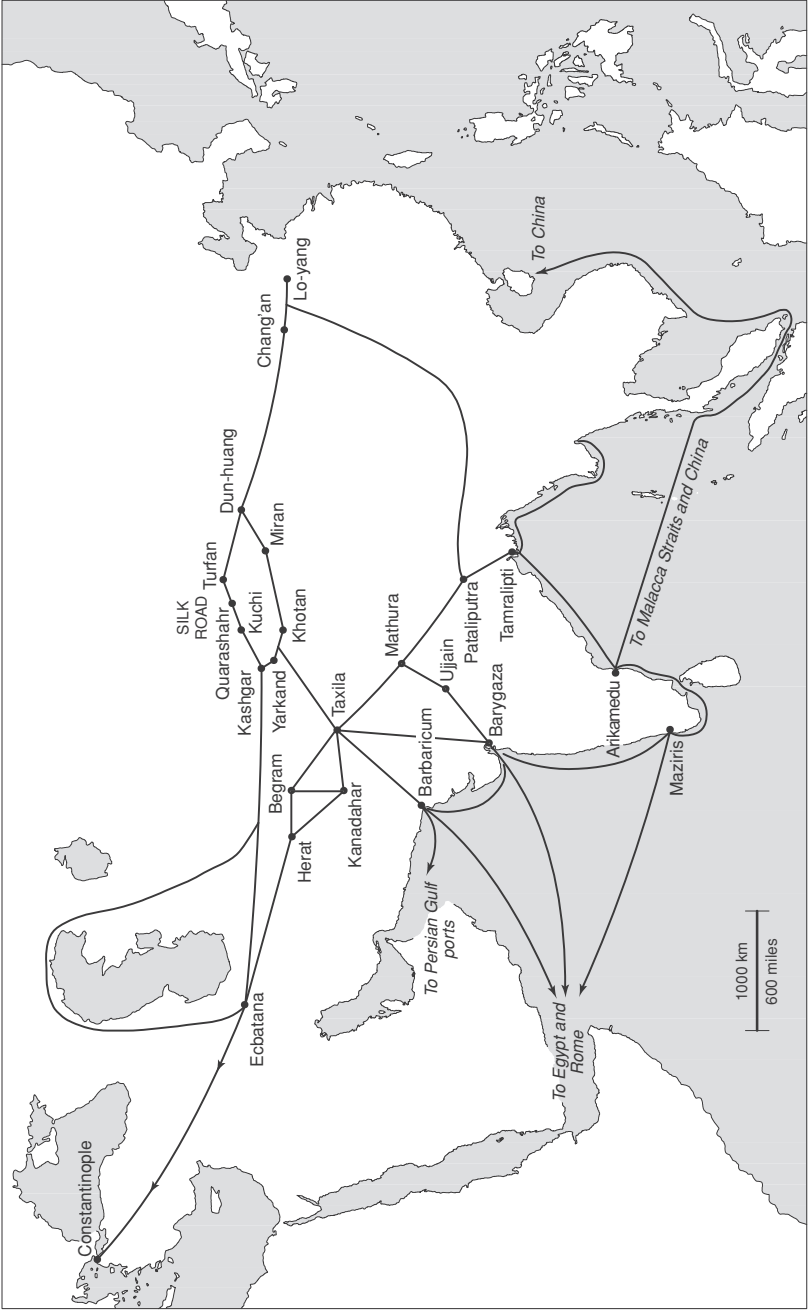 Constantinople
Ecbatana
SILK
ROAD
Quarashahr
Turfan
Kuchi
Kashgar
Yarkand
Khotan
Miran
Dun-huang
Chang'an
Lo-yang
Herat
Begram
Kanadahar
Taxila
Mathura
Ujjain
Pataliputra
Tamralipti
Barbaricum
Barygaza
Arikamedu
Maziris
To Persian Gulf
ports
To Egypt and
Rome
To Malacca Straits and China
To China
1000 km
600 miles